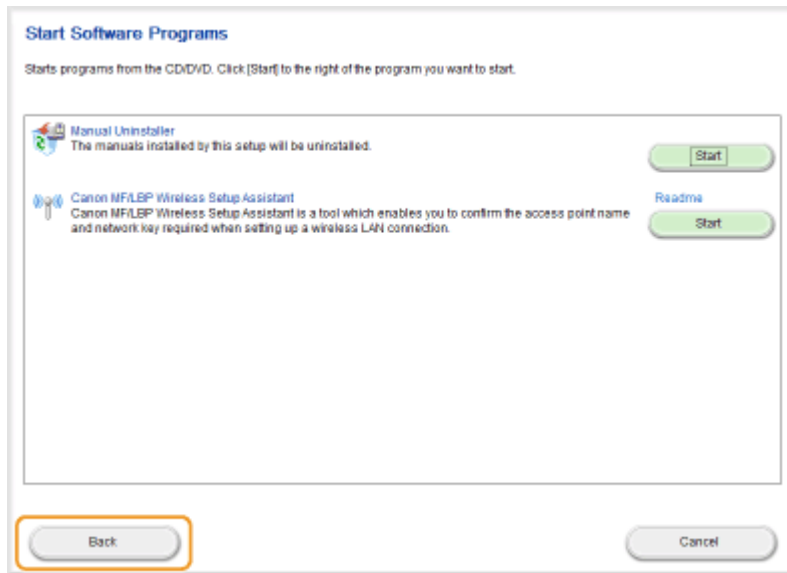 Start Software Programs
Starts programs from the CD/DVD. Click [Start] to the right of the program you want to start.
Manual Uninstaller
The manuals installed by this setup will be uninstalled.
Start
Canon MF/LBP Wireless Setup Assistant
Readme
Canon MF/LBP Wireless Setup Assistant is a tool which enables you to confirm the access point name
and network key required when setting up a wireless LAN connection.
Start
Back
Cancel